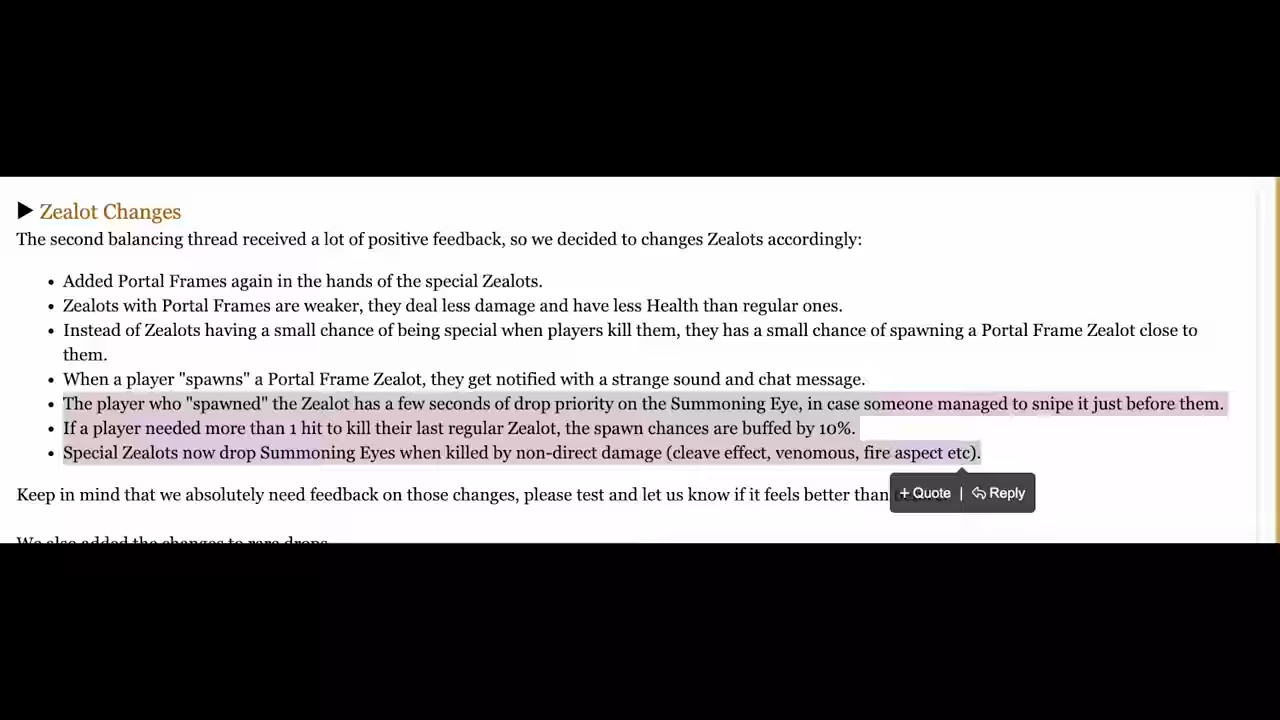 Zealot Changes
The second balancing thread received a lot of positive feedback, so we decided to changes Zealots accordingly:
• Added Portal Frames again in the hands of the special Zealots.
• Zealots with Portal Frames are weaker, they deal less damage and have less Health than regular ones.
• Instead of Zealots having a small chance of being special when players kill them, they has a small chance of spawning a Portal Frame Zealot close to
them.
• When a player "spawns" a Portal Frame Zealot, they get notified with a strange sound and chat message.
• The player who "spawned" the Zealot has a few seconds of drop priority on the Summoning Eye, in case someone managed to snipe it just before them.
• If a player needed more than 1 hit to kill their last regular Zealot, the spawn chances are buffed by 10%.
• Special Zealots now drop Summoning Eyes when killed by non-direct damage (cleave effect, venomous, fire aspect etc).
Keep in mind that we absolutely need feedback on those changes, please test and let us know if it feels better than
+ Quote | Reply
We also added the changes to rare drops